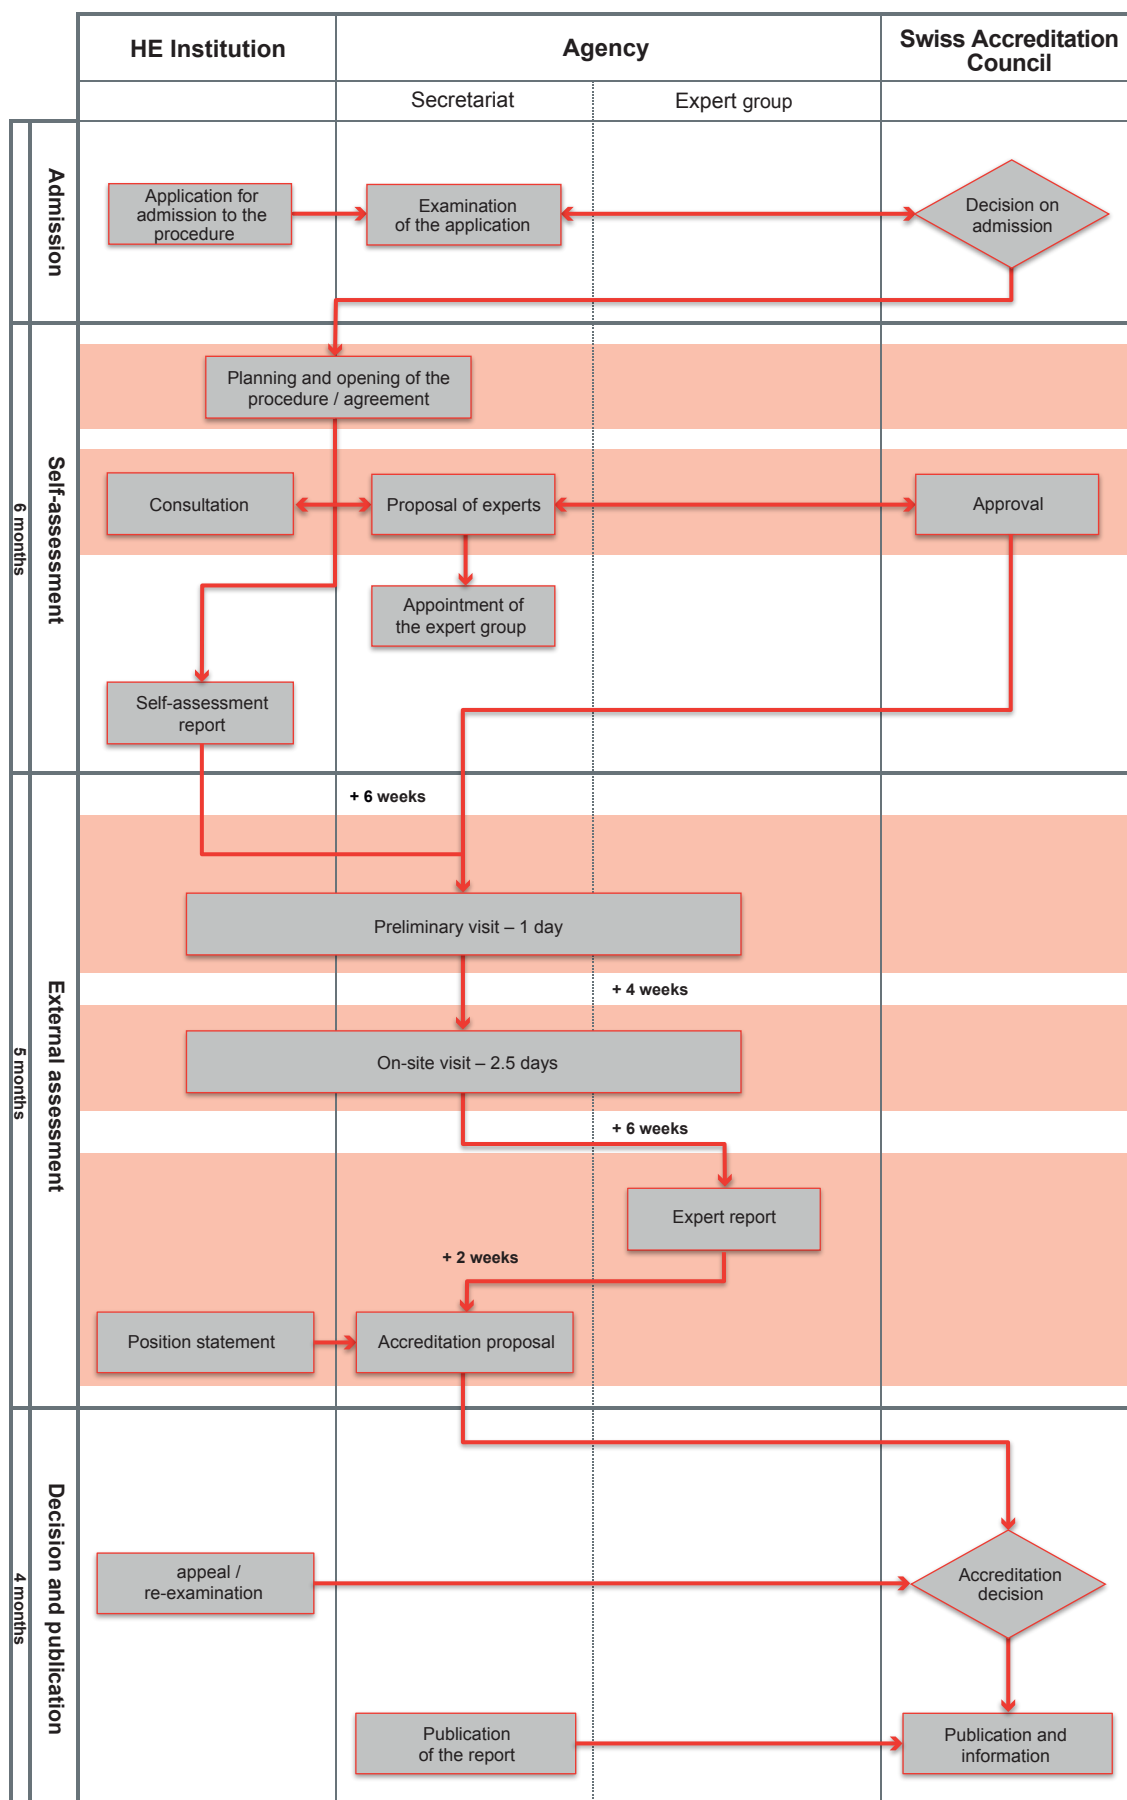 HE Institution
Agency
Swiss Accreditation
Council
Secretariat
Expert group
Admission
Application for
admission to the
procedure
Examination
of the application
Decision on
admission
Self-assessment
6 months
Planning and opening of the
procedure / agreement
Consultation
Proposal of experts
Approval
Appointment of
the expert group
Self-assessment
report
External assessment
5 months
+ 6 weeks
Preliminary visit – 1 day
+ 4 weeks
On-site visit – 2.5 days
+ 6 weeks
Expert report
+ 2 weeks
Position statement
Accreditation proposal
Decision and publication
4 months
appeal /
re-examination
Accreditation
decision
Publication
of the report
Publication and
information